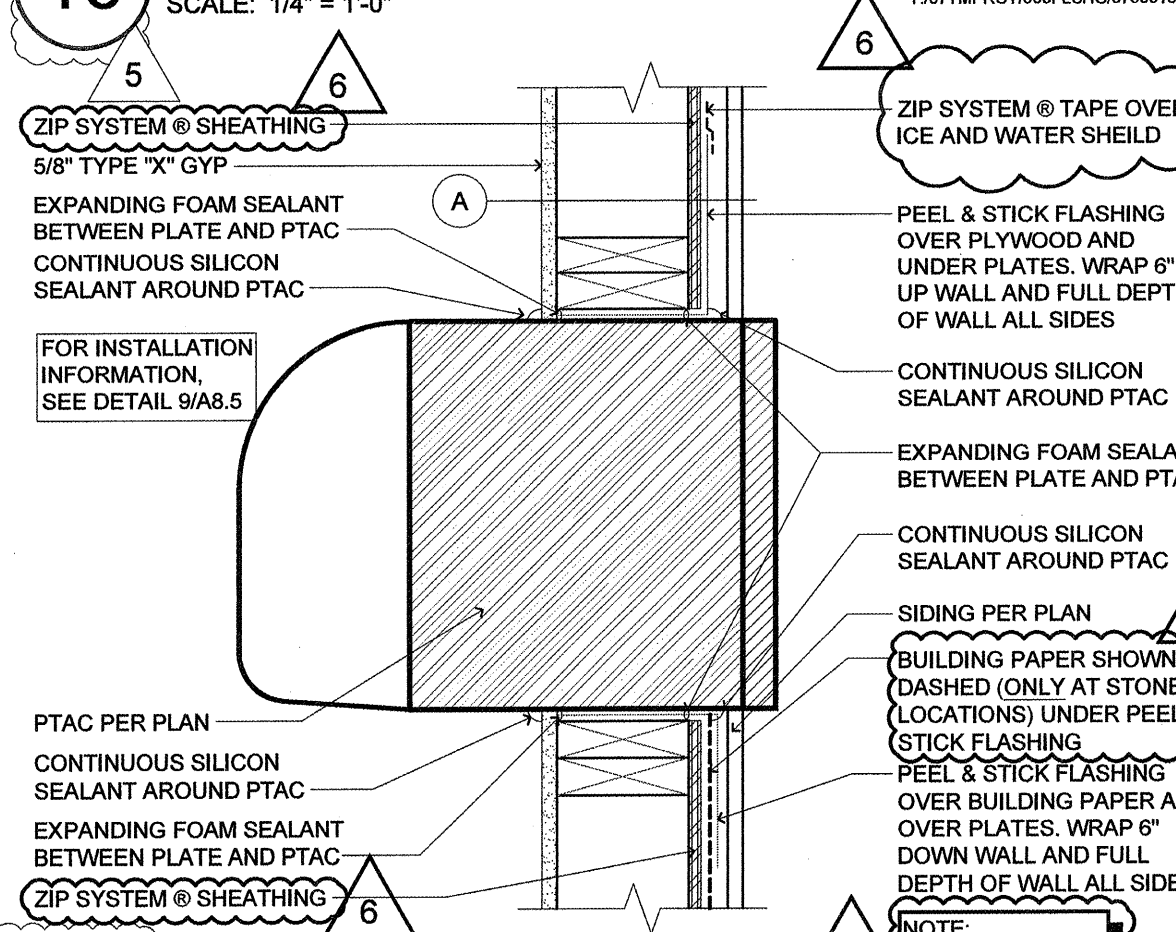 SCALE: 1/4" = 1'-0"
5
6
6
ZIP SYSTEM ® SHEATHING
5/8" TYPE "X" GYP
EXPANDING FOAM SEALANT
BETWEEN PLATE AND PTAC
CONTINUOUS SILICON
SEALANT AROUND PTAC
FOR INSTALLATION
INFORMATION,
SEE DETAIL 9/A8.5
PTAC PER PLAN
CONTINUOUS SILICON
SEALANT AROUND PTAC
EXPANDING FOAM SEALANT
BETWEEN PLATE AND PTAC
ZIP SYSTEM ® SHEATHING
6
A
ZIP SYSTEM ® TAPE OVER
ICE AND WATER SHEILD
PEEL & STICK FLASHING
OVER PLYWOOD AND
UNDER PLATES. WRAP 6"
UP WALL AND FULL DEPT
OF WALL ALL SIDES
CONTINUOUS SILICON
SEALANT AROUND PTAC
EXPANDING FOAM SEALA
BETWEEN PLATE AND PTA
CONTINUOUS SILICON
SEALANT AROUND PTAC
SIDING PER PLAN
BUILDING PAPER SHOWN
DASHED (ONLY AT STONE
LOCATIONS) UNDER PEEL
STICK FLASHING
PEEL & STICK FLASHING
OVER BUILDING PAPER A
OVER PLATES. WRAP 6"
DOWN WALL AND FULL
DEPTH OF WALL ALL SIDE
NOTE: